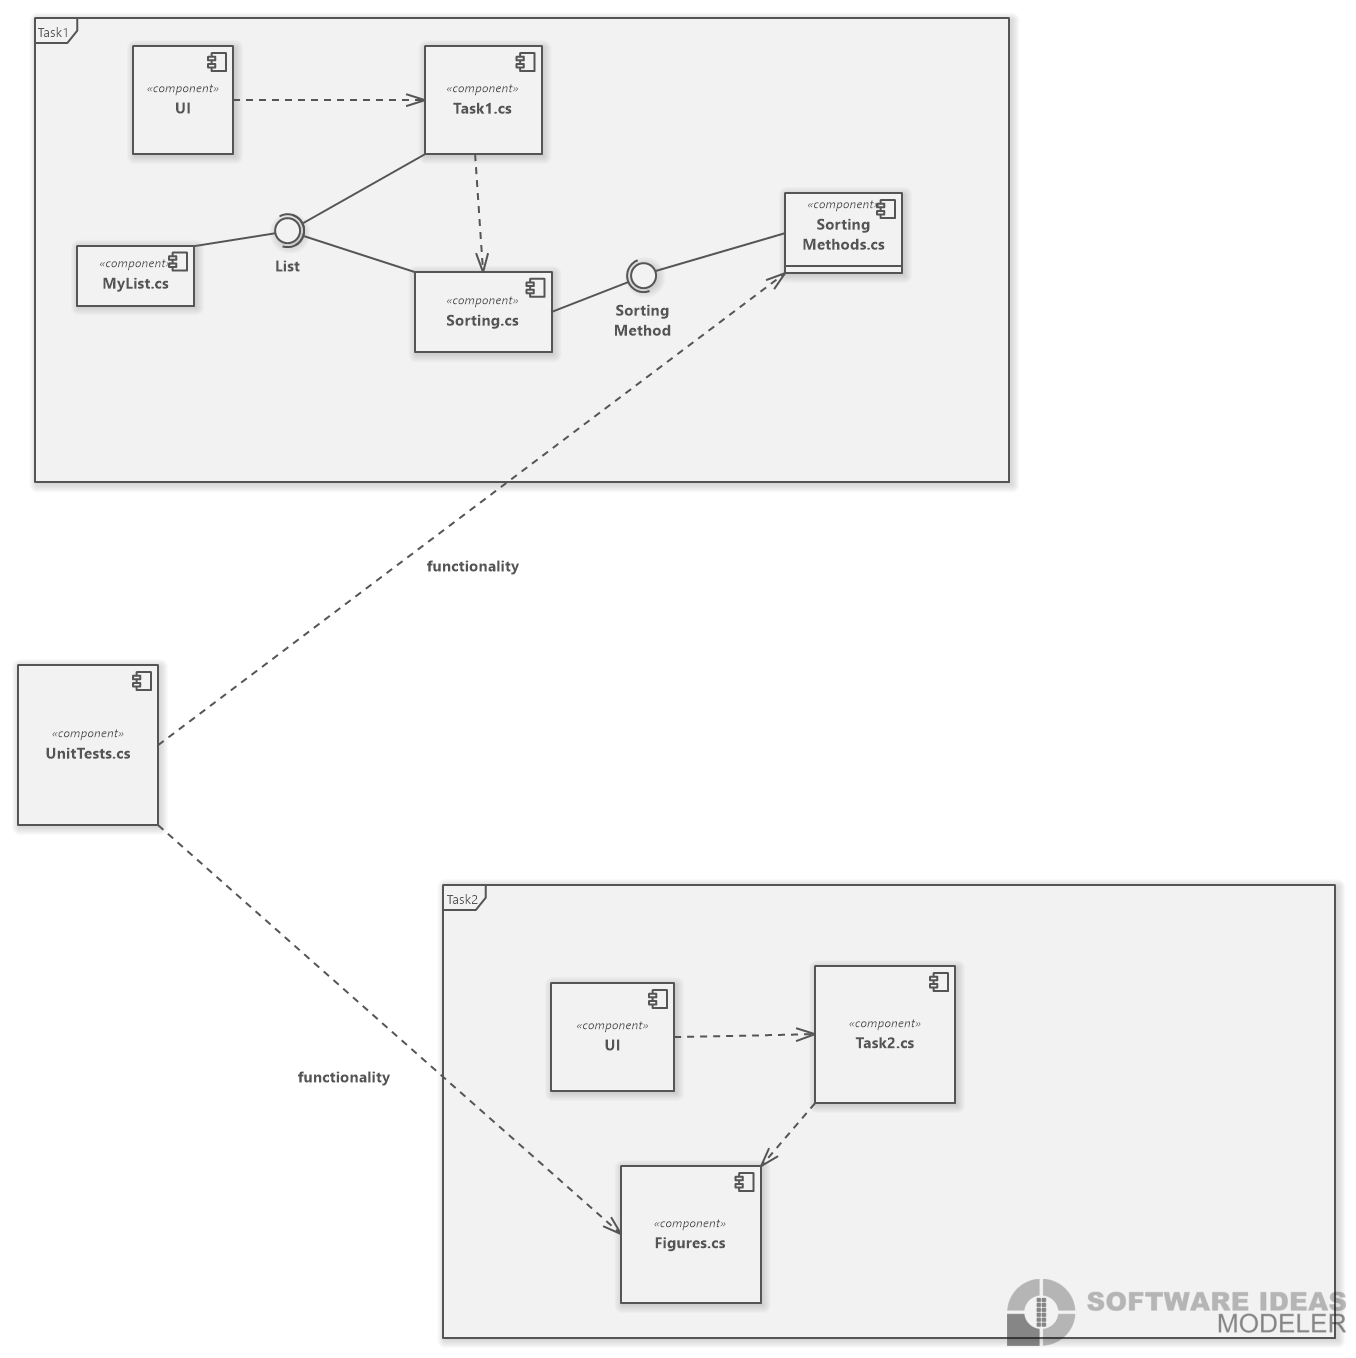 Task1
«component»
UI
«component»
Task1.cs
«component»
Sorting
Methods.cs
«component»
MyList.cs
List
«component»
Sorting.cs
Sorting
Method
functionality
«component»
UnitTests.cs
Task2
«component»
UI
«component»
Task2.cs
functionality
«component»
Figures.cs
SOFTWARE IDEAS
MODELER